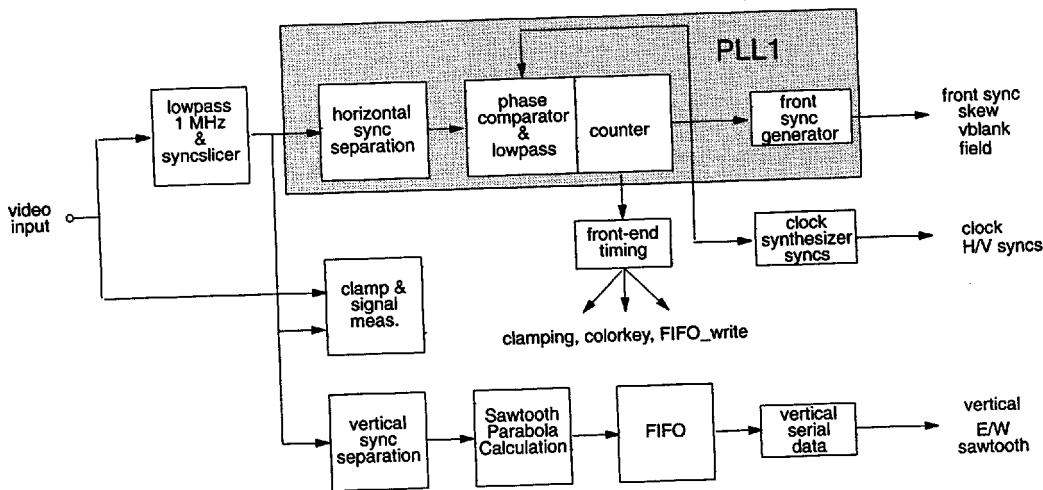 PLL1
lowpass
1 MHz
&
syncslicer
horizontal
sync
separation
phase
comparator
&
lowpass
counter
front
sync
generator
front sync
skew
vblank
field
video
input
front-end
timing
clock
synthesizer
syncs
clock
H/V syncs
clamp &
signal
meas.
clamping, colorkey, FIFO_write
vertical
sync
separation
Sawtooth
Parabola
Calculation
FIFO
vertical
serial
data
vertical
E/W
sawtooth